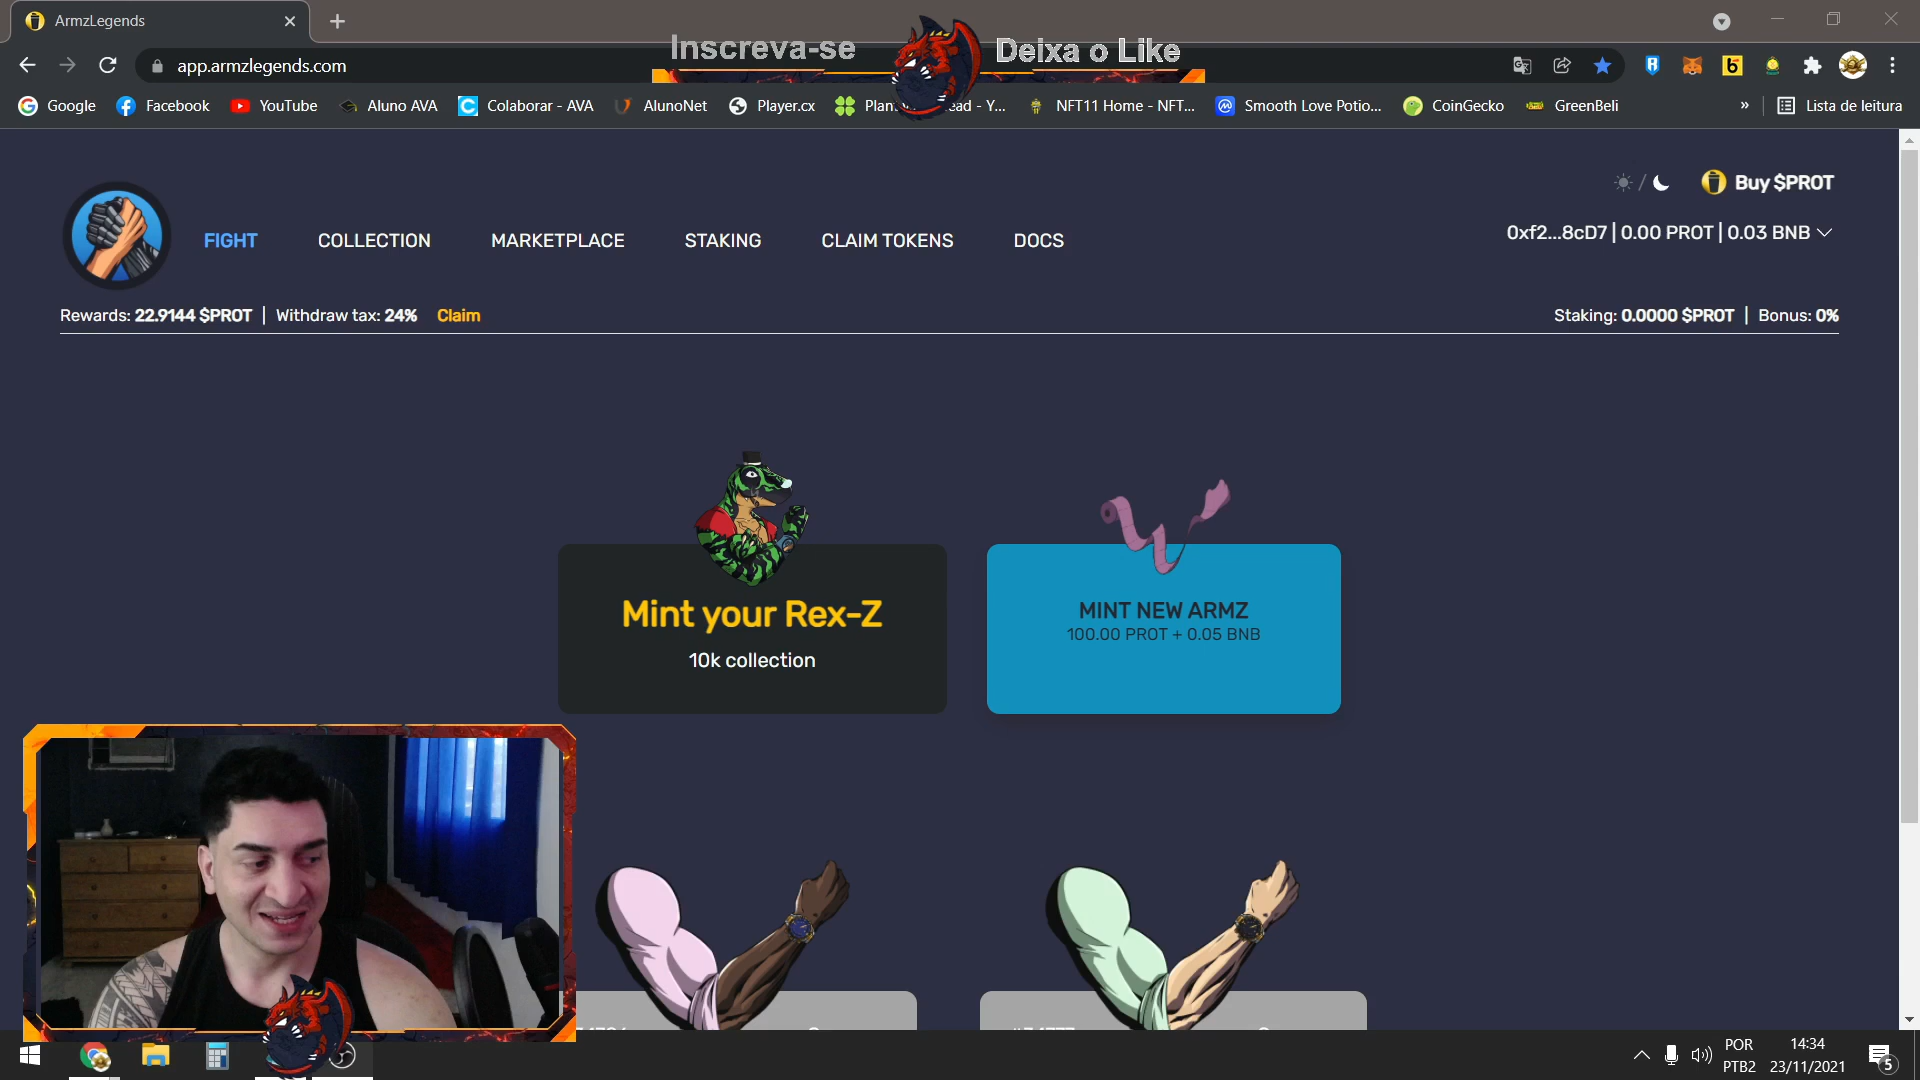 ArmzLegends
Inscreva-se
Deixa o Like
app.armzlegends.com
Google
Facebook
YouTube
Aluno AVA
Colaborar - AVA
AlunoNet
Player.cx
NFT11 Home - NFT...
Smooth Love Potio...
CoinGecko
GreenBeli
»
Lista de leitura
Buy $PROT
FIGHT
COLLECTION
MARKETPLACE
STAKING
CLAIM TOKENS
DOCS
0xf2...8cD7 | 0.00 PROT | 0.03 BNB
Rewards: 22.9144 $PROT | Withdraw tax: 24% Claim
Staking: 0.0000 $PROT | Bonus: 0%
Mint your Rex-Z
10k collection
MINT NEW ARMZ
100.00 PROT + 0.05 BNB
POR
PTB2
14:34
23/11/2021
5